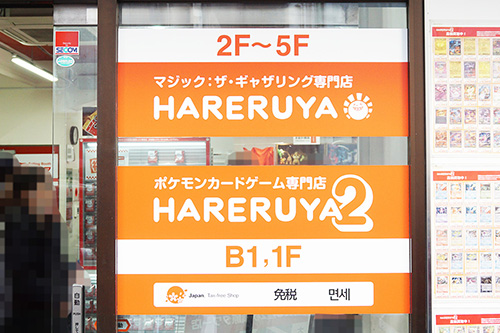 SECOM
2F～5F
マジック：ザ・ギャザリング専門店
HARERUYA
ポケモンカードゲーム専門店
HARERUYA2
B1,1F
Japan. Tax-free Shop
免税 면세
自動